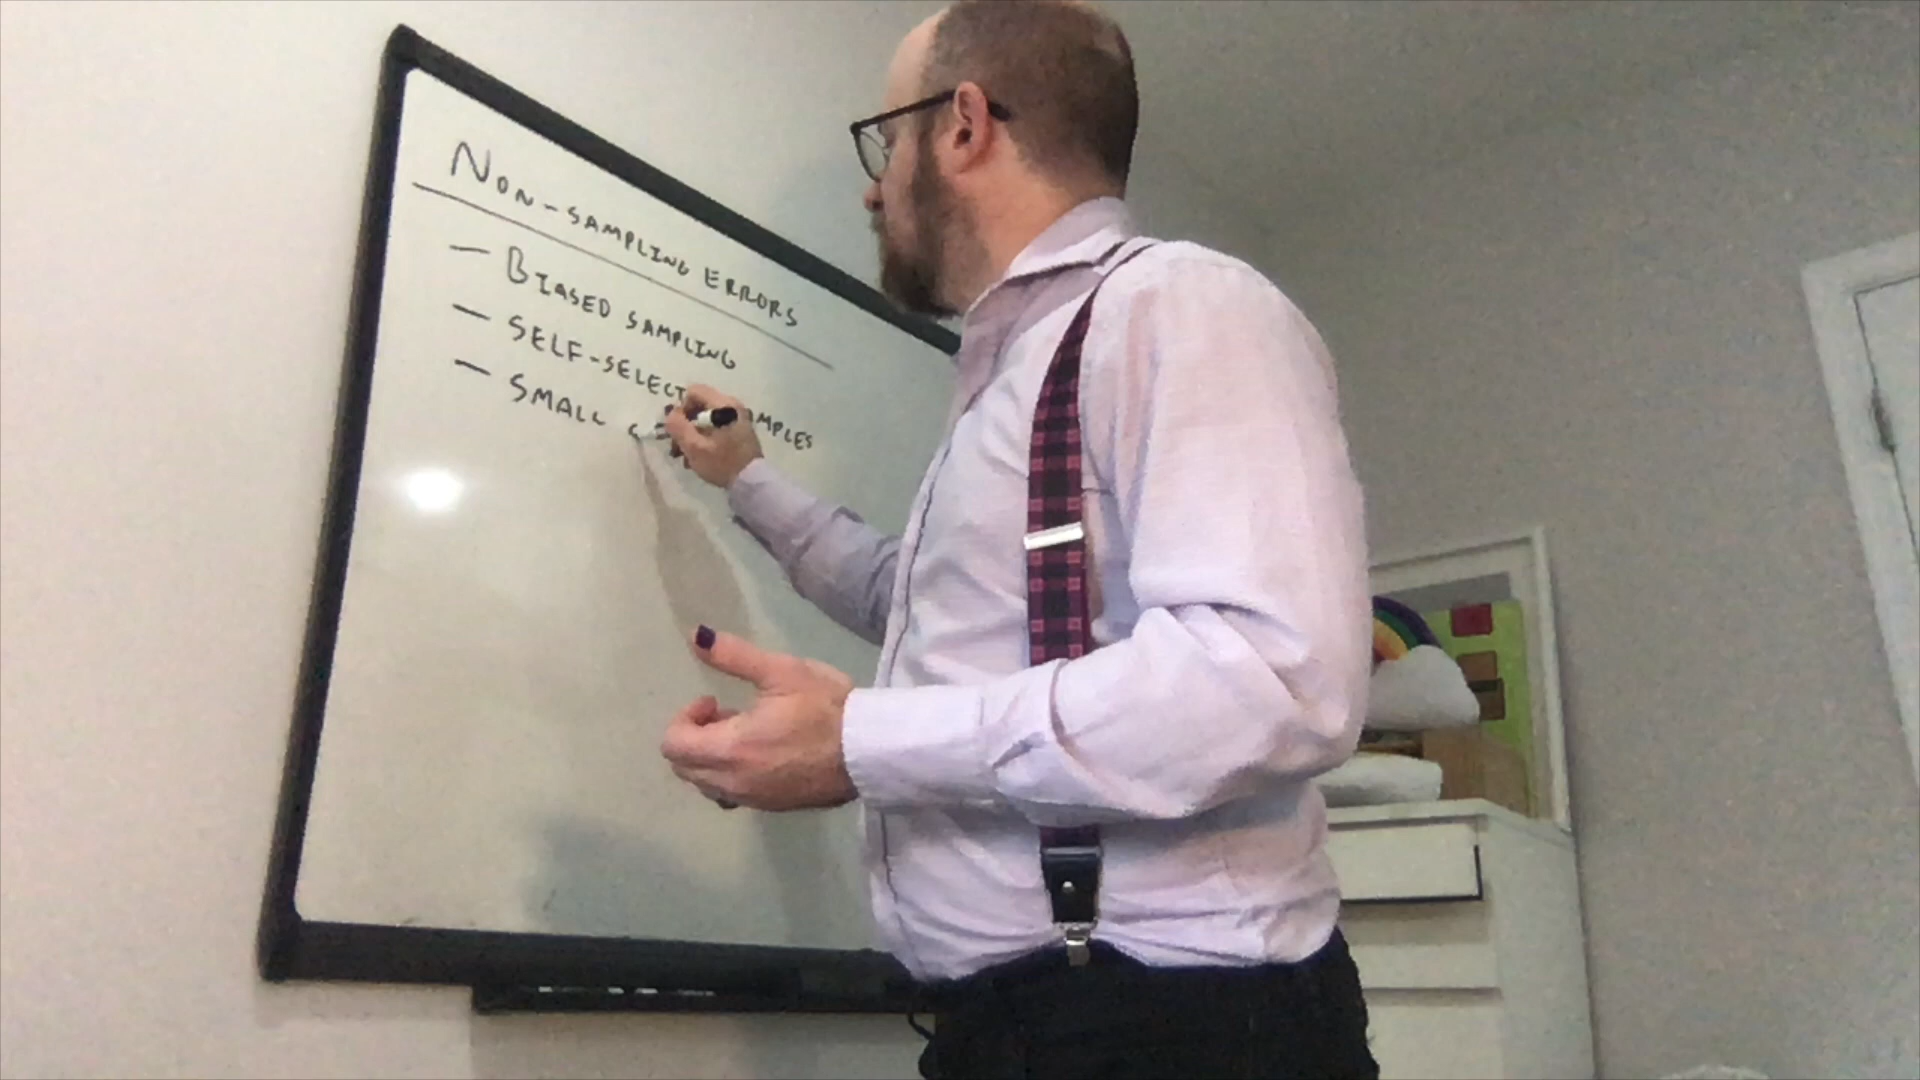 NON-SAMPLING ERRORS
— BIASED SAMPLING
— SELF-SELECT
— SMALL